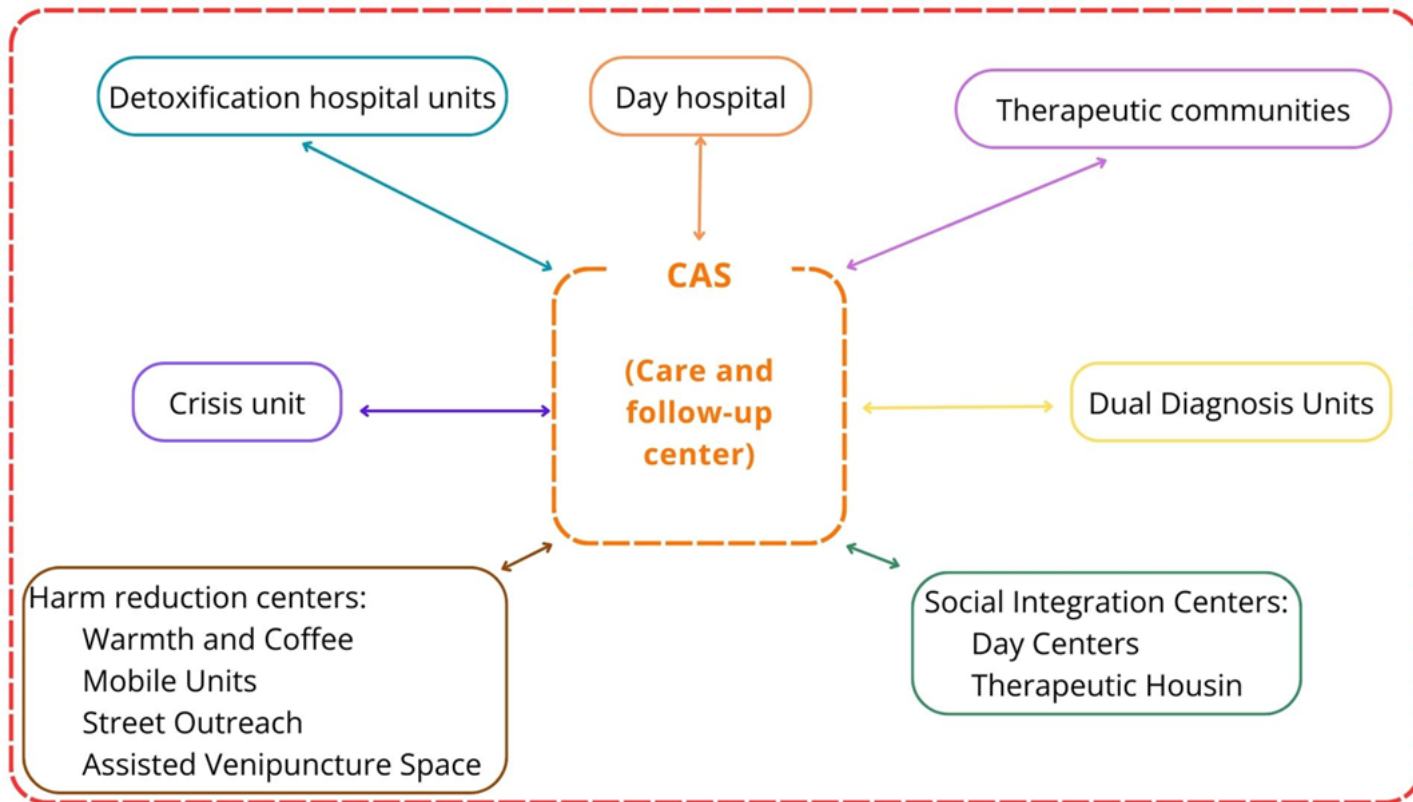 Detoxification hospital units
Day hospital
Therapeutic communities
CAS
(Care and
follow-up
center)
Crisis unit
Dual Diagnosis Units
Harm reduction centers:
Warmth and Coffee
Mobile Units
Street Outreach
Assisted Venipuncture Space
Social Integration Centers:
Day Centers
Therapeutic Housin